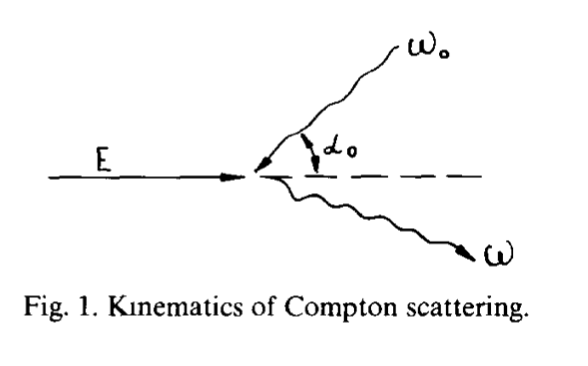 ω₀
α₀
E
ω
Fig. 1. Kinematics of Compton scattering.